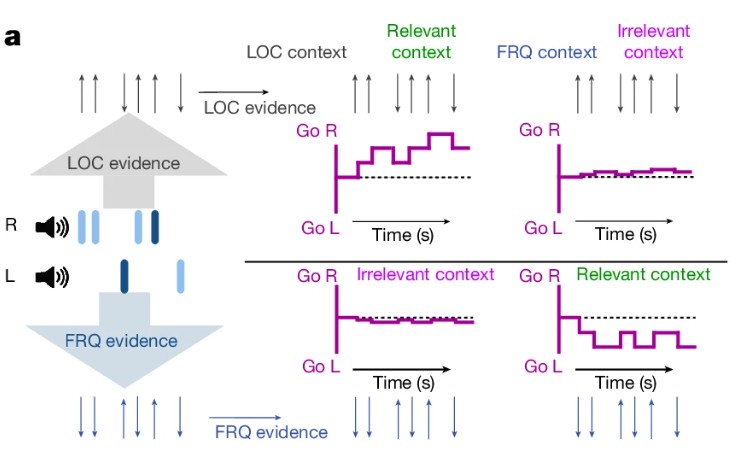 a
LOC context
Relevant
context
FRQ context
Irrelevant
context
LOC evidence
LOC evidence
R
L
FRQ evidence
FRQ evidence
Go R
Go L
Time (s)
Go R
Go L
Time (s)
Go R
Irrelevant context
Go L
Time (s)
Go R
Relevant context
Go L
Time (s)